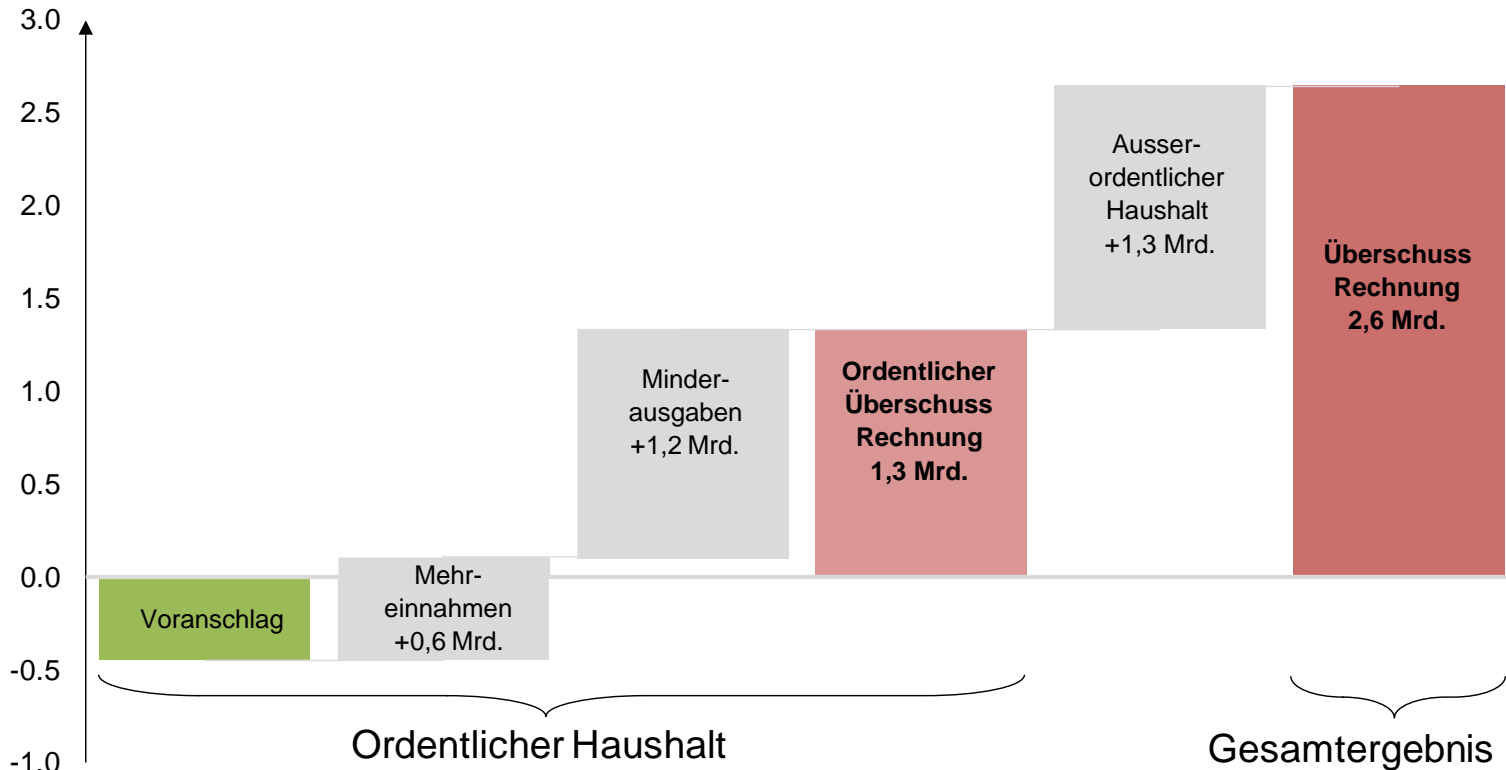 3.0
2.5
2.0
1.5
1.0
0.5
0.0
-0.5
-1.0
Voranschlag
Mehr-
einnahmen
+0,6 Mrd.
Minder-
ausgaben
+1,2 Mrd.
Ordentlicher
Überschuss
Rechnung
1,3 Mrd.
Ausser-
ordentlicher
Haushalt
+1,3 Mrd.
Überschuss
Rechnung
2,6 Mrd.
Ordentlicher Haushalt
Gesamtergebnis